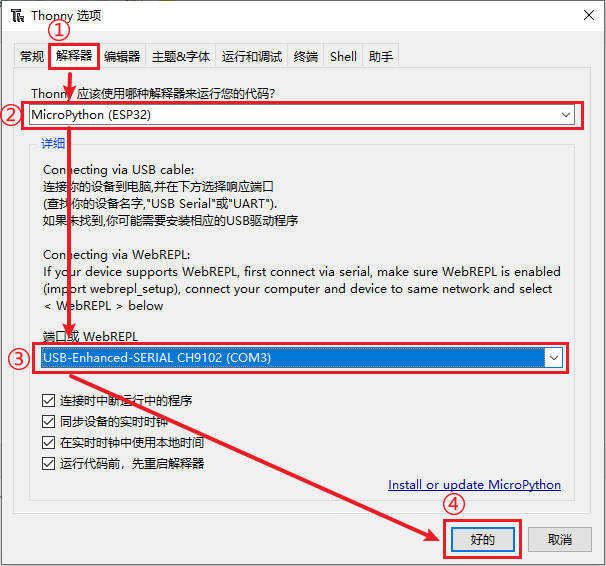 Thonny 选项
①
常规 解释器 编辑器 主题&字体 运行和调试 终端 Shell 助手
Thonny 应该使用哪种解释器来运行您的代码?
②
MicroPython (ESP32)
详细
Connecting via USB cable:
连接你的设备到电脑,并在下方选择响应端口
(查找你的设备名字,"USB Serial"或"UART").
如果未找到,你可能需要安装相应的USB驱动程序
Connecting via WebREPL:
If your device supports WebREPL, first connect via serial, make sure WebREPL is enabled
(import webrepl_setup), connect your computer and device to same network and select
< WebREPL > below
端口或 WebREPL
③
USB-Enhanced-SERIAL CH9102 (COM3)
连接时中断运行中的程序
同步设备的实时时钟
在实时时钟中使用本地时间
运行代码前，先重启解释器
Install or update MicroPython
④
好的 取消